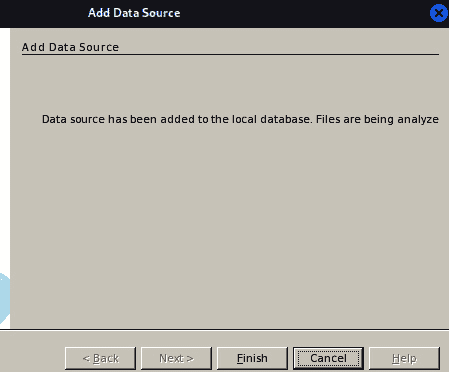 Add Data Source
Add Data Source
Data source has been added to the local database. Files are being analyze
< Back Next > Finish Cancel Help